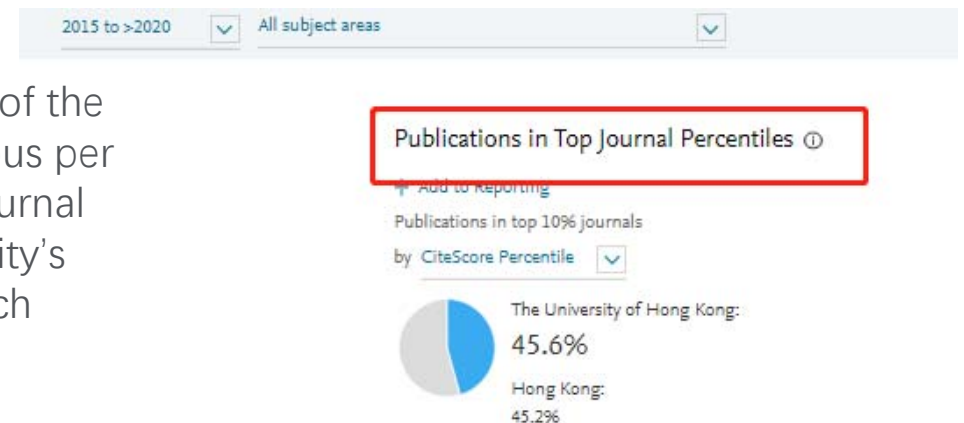 2015 to >2020
All subject areas
of the
us per
urnal
ity's
ch
Publications in Top Journal Percentiles ⓘ
+ Add to Reporting
Publications in top 10% journals
by CiteScore Percentile
The University of Hong Kong:
45.6%
Hong Kong:
45.2%